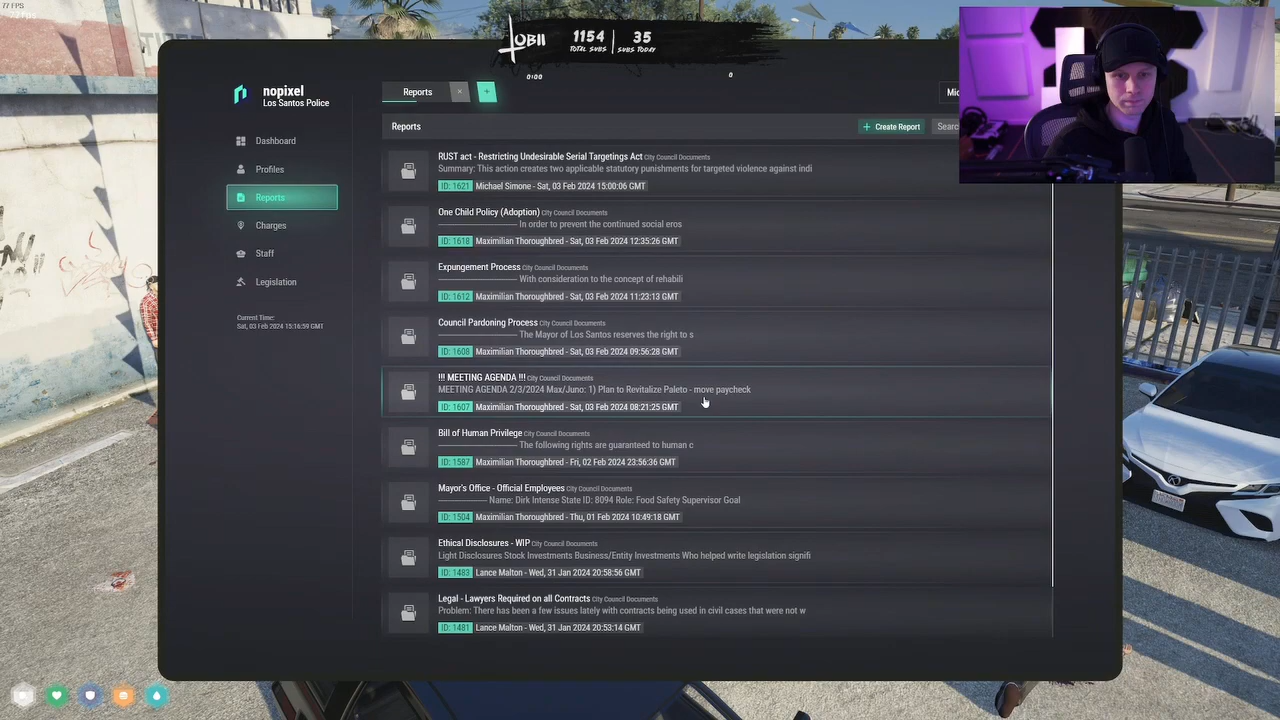 77 FPS
77 fps
LOBII
1154
TOTAL SUBS
35
SUBS TODAY
0:00
0
nopixel
Los Santos Police
Dashboard
Profiles
Reports
Charges
Staff
Legislation
Current Time:
Sat, 03 Feb 2024 15:16:59 GMT
Reports × +
Mic
Reports
+ Create Report
Searc
RUST act - Restricting Undesirable Serial Targetings Act City Council Documents
Summary: This action creates two applicable statutory punishments for targeted violence against indi
ID: 1621 Michael Simone - Sat, 03 Feb 2024 15:00:06 GMT
One Child Policy (Adoption) City Council Documents
———————— In order to prevent the continued social eros
ID: 1618 Maximilian Thoroughbred - Sat, 03 Feb 2024 12:35:26 GMT
Expungement Process City Council Documents
———————— With consideration to the concept of rehabili
ID: 1612 Maximilian Thoroughbred - Sat, 03 Feb 2024 11:23:13 GMT
Council Pardoning Process City Council Documents
———————— The Mayor of Los Santos reserves the right to s
ID: 1608 Maximilian Thoroughbred - Sat, 03 Feb 2024 09:56:28 GMT
!!! MEETING AGENDA !!! City Council Documents
MEETING AGENDA 2/3/2024 Max/Juno: 1) Plan to Revitalize Paleto - move paycheck
ID: 1607 Maximilian Thoroughbred - Sat, 03 Feb 2024 08:21:25 GMT
Bill of Human Privilege City Council Documents
———————— The following rights are guaranteed to human c
ID: 1587 Maximilian Thoroughbred - Fri, 02 Feb 2024 23:56:36 GMT
Mayor's Office - Official Employees City Council Documents
————— Name: Dirk Intense State ID: 8094 Role: Food Safety Supervisor Goal
ID: 1504 Maximilian Thoroughbred - Thu, 01 Feb 2024 10:49:18 GMT
Ethical Disclosures - WIP City Council Documents
Light Disclosures Stock Investments Business/Entity Investments Who helped write legislation signifi
ID: 1483 Lance Malton - Wed, 31 Jan 2024 20:58:56 GMT
Legal - Lawyers Required on all Contracts City Council Documents
Problem: There has been a few issues lately with contracts being used in civil cases that were not w
ID: 1481 Lance Malton - Wed, 31 Jan 2024 20:53:14 GMT